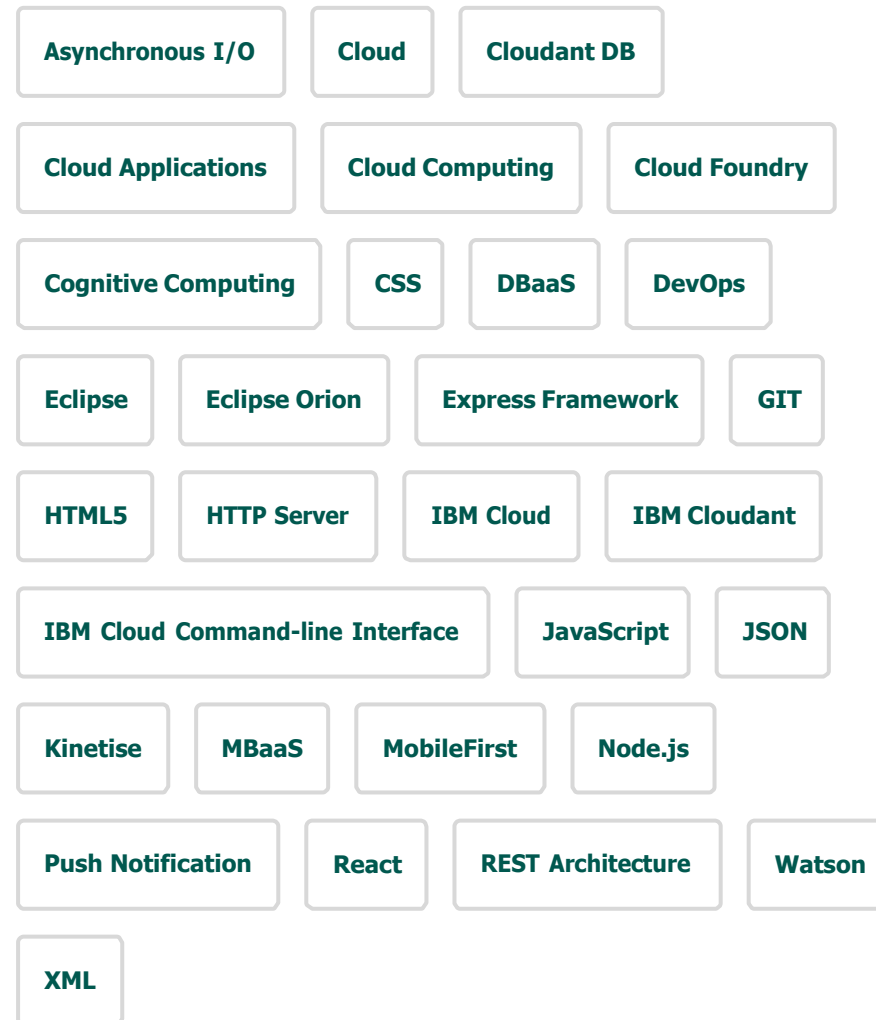 Asynchronous I/O Cloud Cloudant DB
Cloud Applications Cloud Computing Cloud Foundry
Cognitive Computing CSS DBaaS DevOps
Eclipse Eclipse Orion Express Framework GIT
HTML5 HTTP Server IBM Cloud IBM Cloudant
IBM Cloud Command-line Interface JavaScript JSON
Kinetise MBaaS MobileFirst Node.js
Push Notification React REST Architecture Watson
XML